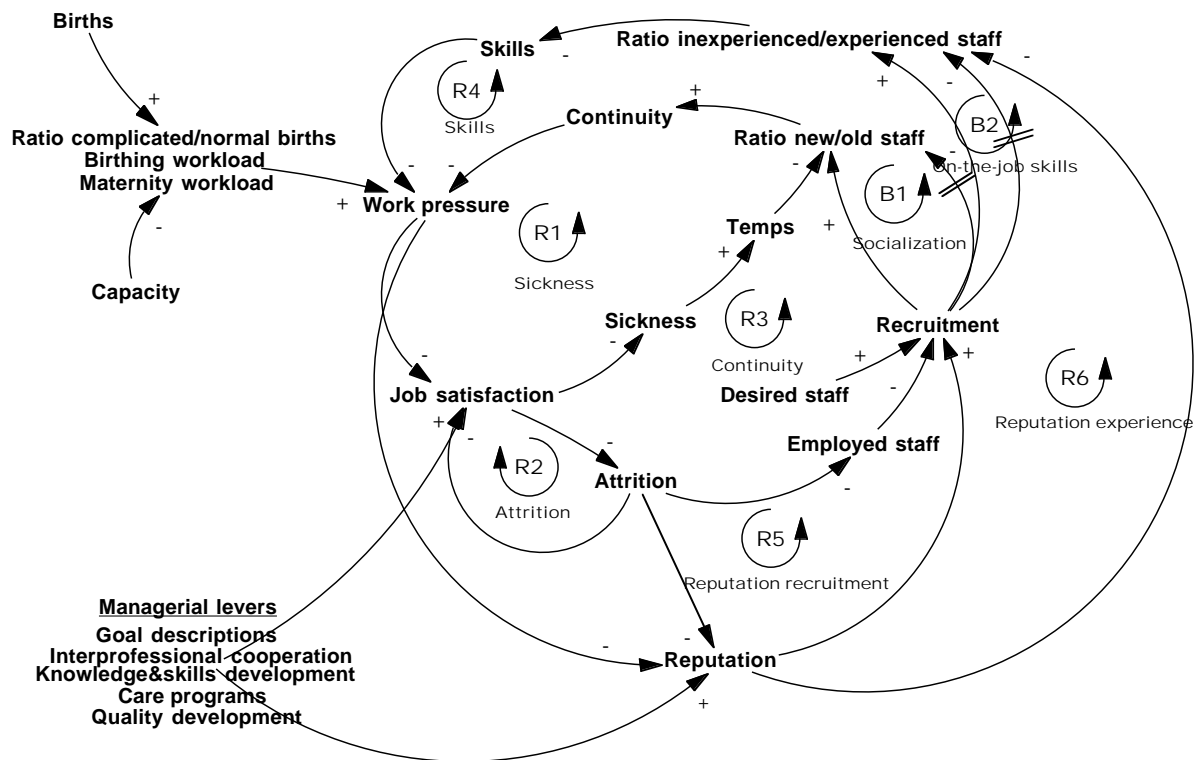 Births
Skills
Ratio inexperienced/experienced staff
-
-
R4
Skills
+
-
B2
On-the-job skills
+
+
Continuity
Ratio complicated/normal births
Birthing workload
Maternity workload
Ratio new/old staff
-
-
-
-
B1
Socialization
+
Work pressure
R1
Sickness
Temps
+
+
-
Capacity
Sickness
-
R3
Continuity
Recruitment
-
+
+
-
R6
Reputation experience
Job satisfaction
Desired staff
+
-
-
R2
Attrition
Employed staff
Attrition
-
R5
Reputation recruitment
Managerial levers
Goal descriptions
Interprofessional cooperation
Knowledge&skills development
Care programs
Quality development
-
-
Reputation
+